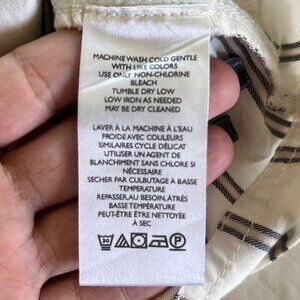 MACHINE WASH COLD GENTLE
WITH LIKE COLORS
USE ONLY NON-CHLORINE
BLEACH
TUMBLE DRY LOW
LOW IRON AS NEEDED
MAY BE DRY CLEANED
LAVER À LA MACHINE À L'EAU
FROIDE AVEC COULEURS
SIMILAIRES CYCLE DÉLICAT
UTILISER UN AGENT DE
BLANCHIMENT SANS CHLORE SI
NÉCESSAIRE
SÉCHER PAR CULBUTAGE À BASSE
TEMPÉRATURE
REPASSER, AU BESOIN, À TRÈS
BASSE TEMPÉRATURE
PEUT-ÊTRE ÊTRE NETTOYÉE
À SEC
30 P